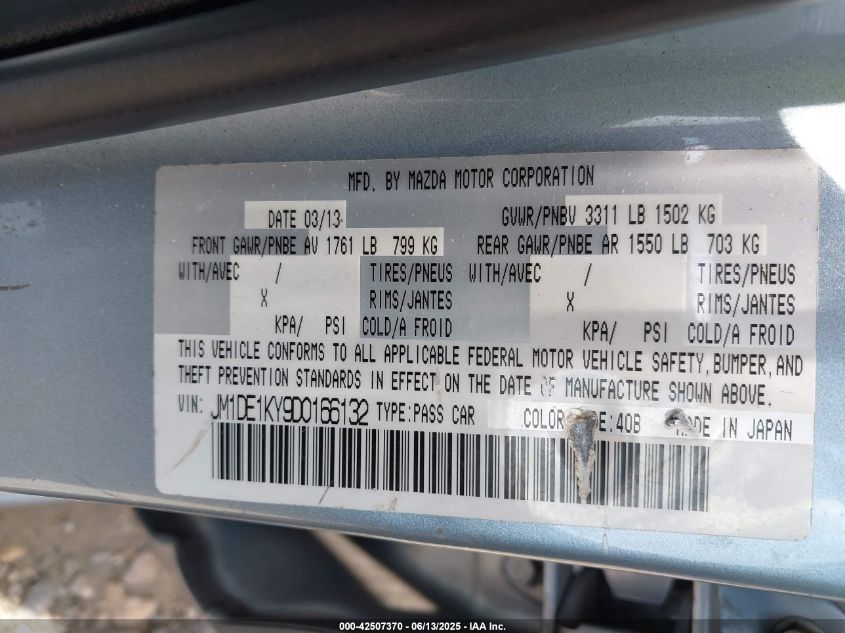 MFD. BY MAZDA MOTOR CORPORATION
DATE 03/13 GVWR/PNBV 3311 LB 1502 KG
FRONT GAWR/PNBE AV 1761 LB 799 KG REAR GAWR/PNBE AR 1550 LB 703 KG
WITH/AVEC / TIRES/PNEUS WITH/AVEC / TIRES/PNEUS
X RIMS/JANTES X RIMS/JANTES
KPA/ PSI COLD/A FROID KPA/ PSI COLD/A FROID
THIS VEHICLE CONFORMS TO ALL APPLICABLE FEDERAL MOTOR VEHICLE SAFETY, BUMPER, AND
THEFT PREVENTION STANDARDS IN EFFECT ON THE DATE OF MANUFACTURE SHOWN ABOVE.
VIN: JM1DE1KY9D0166132 TYPE:PASS CAR COLOR E:40B MADE IN JAPAN
000-42507370 - 06/13/2025 - IAA Inc.